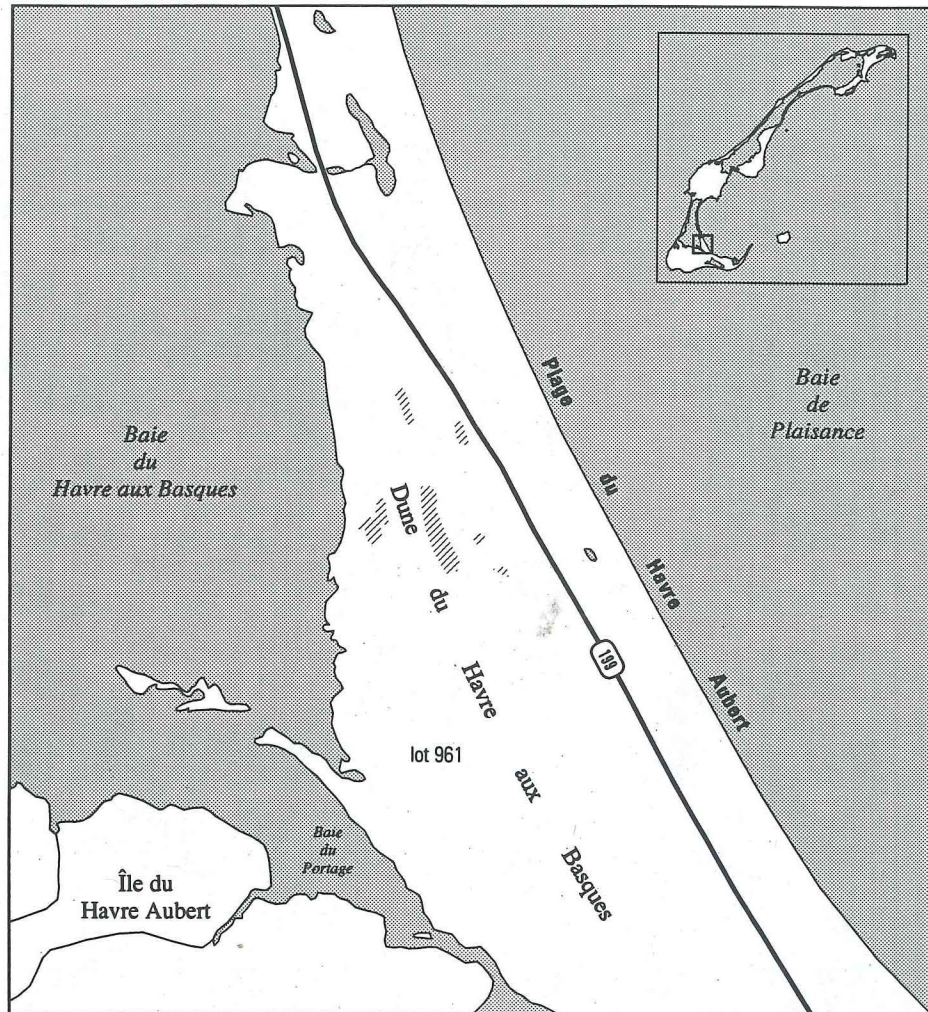 Baie
de
Plaisance
Plage du Havre Aubert
Baie
du
Havre aux Basques
Dune du Havre aux Basques
199
lot 961
Baie
du
Portage
Île du
Havre Aubert